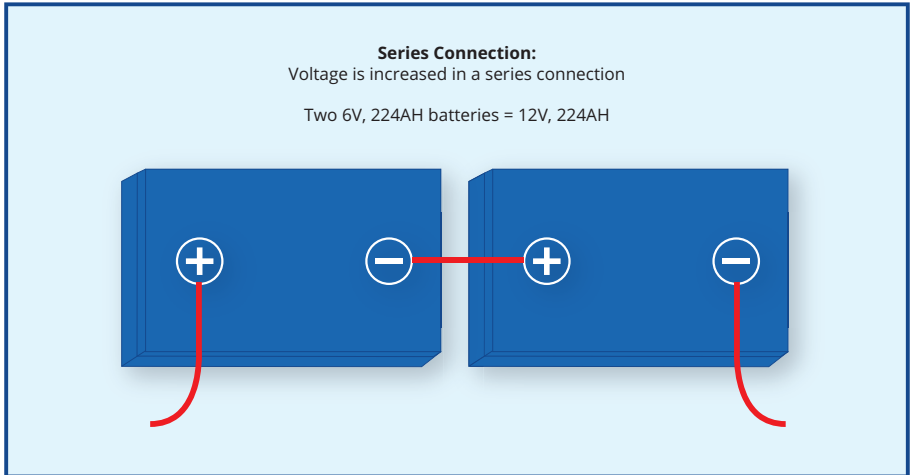 Series Connection:
Voltage is increased in a series connection
Two 6V, 224AH batteries = 12V, 224AH
+ − + −